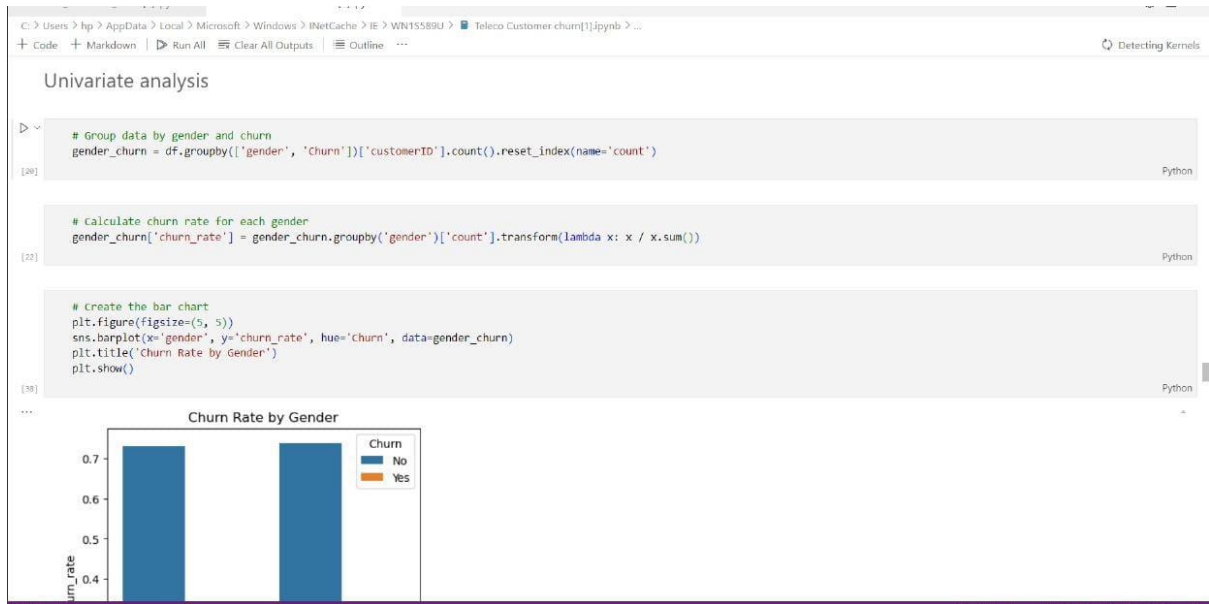 C: > Users > hp > AppData > Local > Microsoft > Windows > INetCache > IE > WN1S589U > Teleco Customer churn[1].ipynb > ...
+ Code + Markdown | Run All Clear All Outputs | Outline ...
Detecting Kernels
Univariate analysis
# Group data by gender and churn
gender_churn = df.groupby(['gender', 'Churn'])['customerID'].count().reset_index(name='count')
[20]
Python
# Calculate churn rate for each gender
gender_churn['churn_rate'] = gender_churn.groupby('gender')['count'].transform(lambda x: x / x.sum())
[22]
Python
# Create the bar chart
plt.figure(figsize=(5, 5))
sns.barplot(x='gender', y='churn_rate', hue='Churn', data=gender_churn)
plt.title('Churn Rate by Gender')
plt.show()
Python
...
Churn Rate by Gender
Churn
No
Yes
0.7
0.6
0.5
0.4